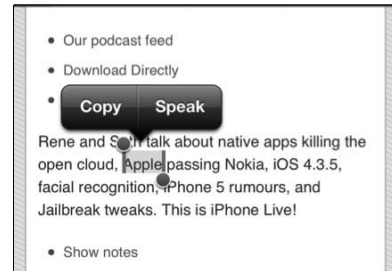 Our podcast feed
Download Directly
Copy Speak
Rene and Seth talk about native apps killing the
open cloud, Apple passing Nokia, iOS 4.3.5,
facial recognition, iPhone 5 rumours, and
Jailbreak tweaks. This is iPhone Live!
Show notes